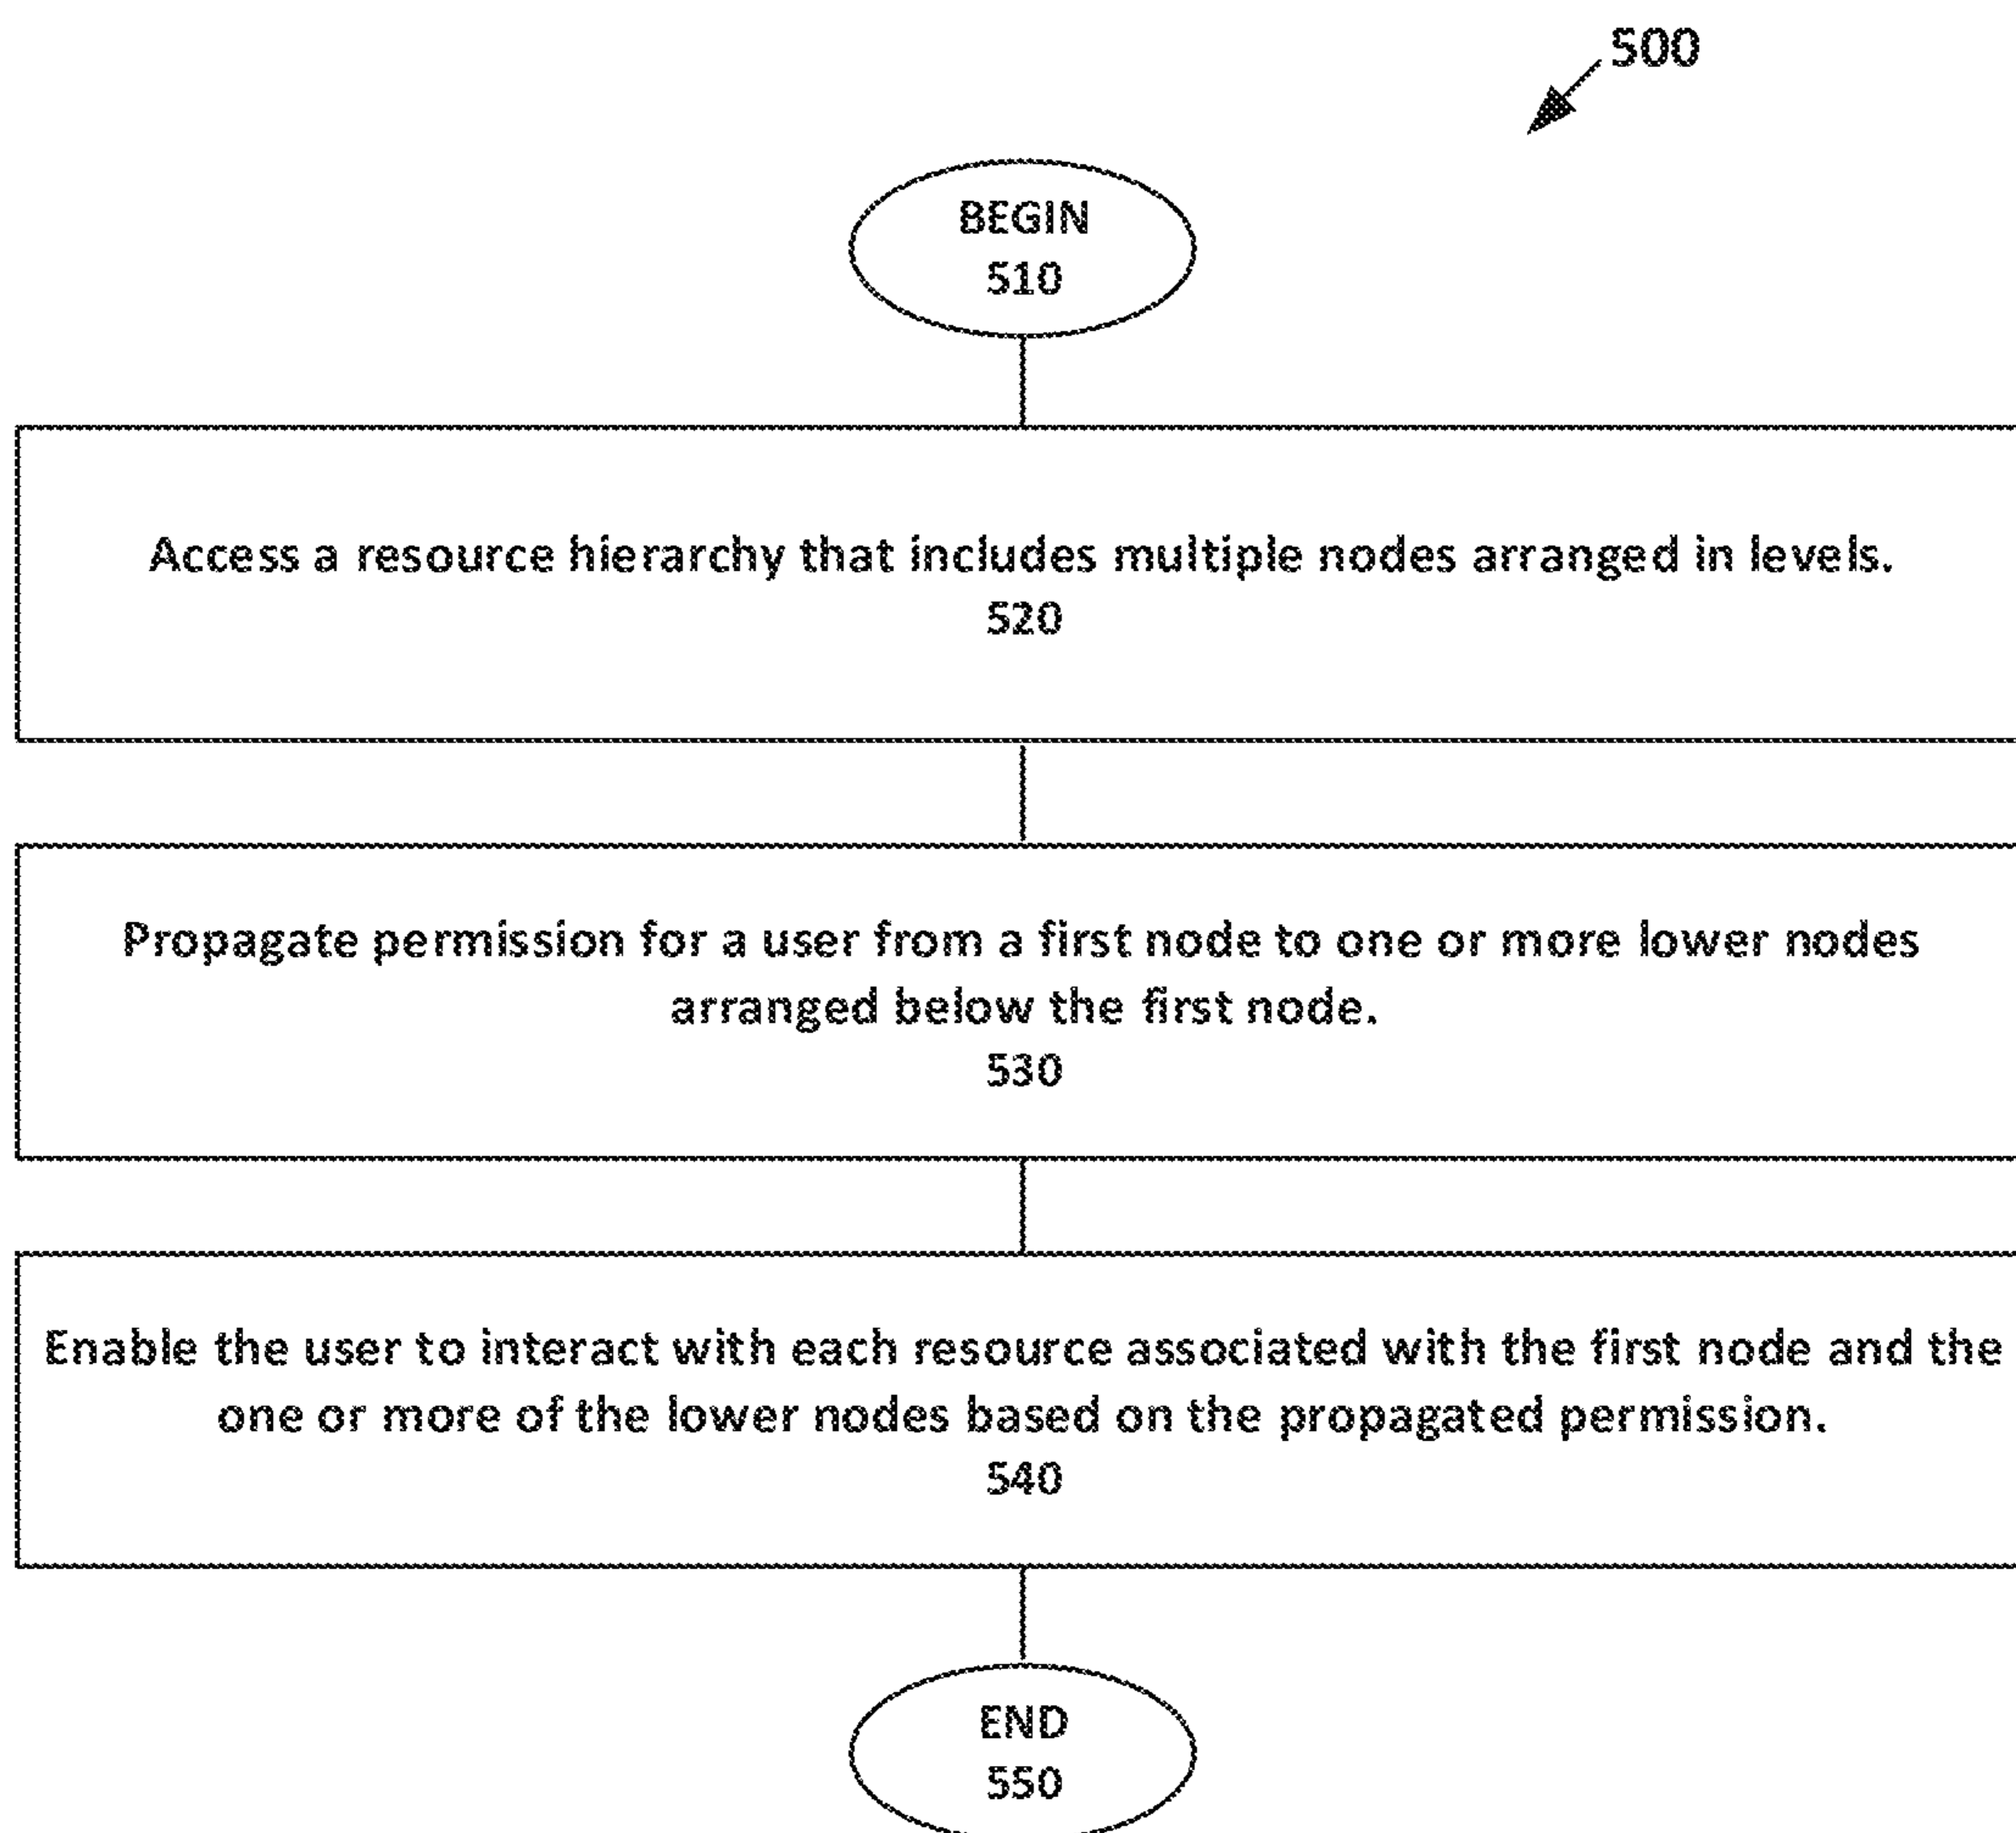 500
BEGIN
510
Access a resource hierarchy that includes multiple nodes arranged in levels.
520
Propagate permission for a user from a first node to one or more lower nodes
arranged below the first node.
530
Enable the user to interact with each resource associated with the first node and the
one or more of the lower nodes based on the propagated permission.
540
END
550